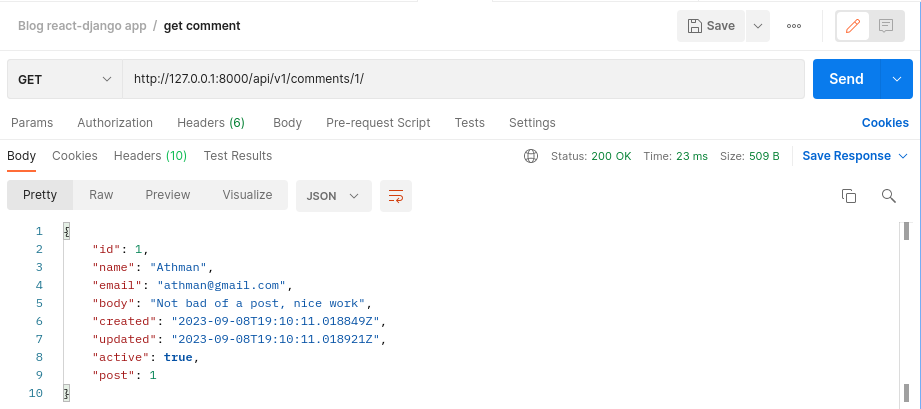 Blog react-django app / get comment
Save
GET http://127.0.0.1:8000/api/v1/comments/1/ Send
Params Authorization Headers (6) Body Pre-request Script Tests Settings Cookies
Body Cookies Headers (10) Test Results Status: 200 OK Time: 23 ms Size: 509 B Save Response
Pretty Raw Preview Visualize JSON
1 {
2 "id": 1,
3 "name": "Athman",
4 "email": "athman@gmail.com",
5 "body": "Not bad of a post, nice work",
6 "created": "2023-09-08T19:10:11.018849Z",
7 "updated": "2023-09-08T19:10:11.018921Z",
8 "active": true,
9 "post": 1
10 }